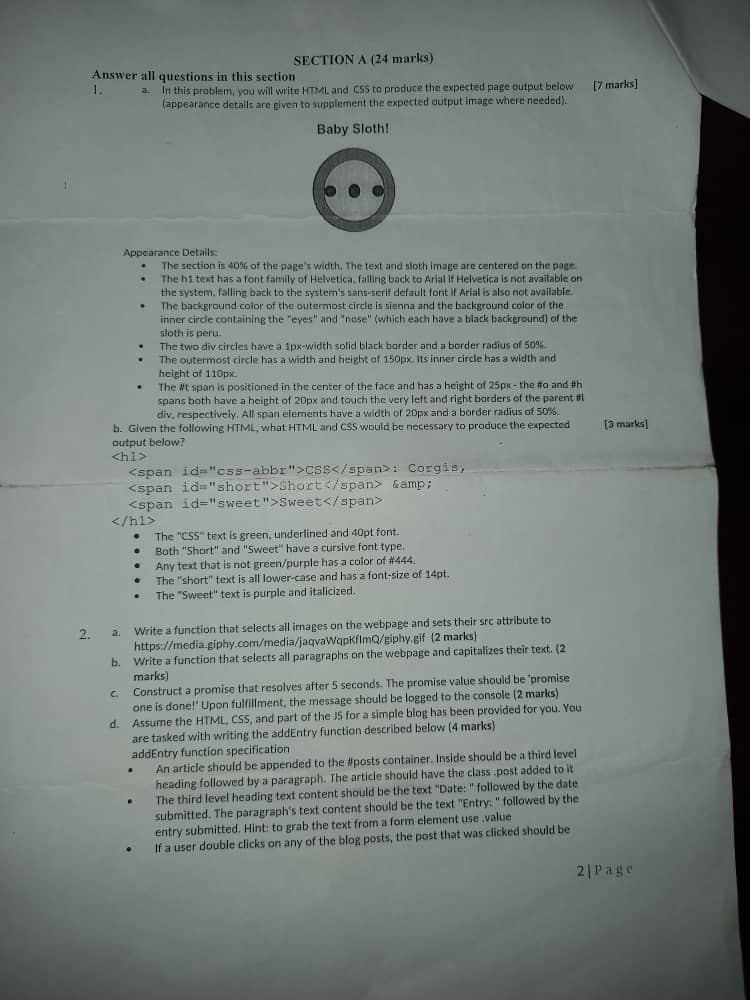 SECTION A (24 marks)
Answer all questions in this section
1. a. In this problem, you will write HTML and CSS to produce the expected page output below [7 marks]
(appearance details are given to supplement the expected output image where needed).
Baby Sloth!
Appearance Details:
• The section is 40% of the page's width. The text and sloth image are centered on the page.
• The h1 text has a font family of Helvetica, falling back to Arial if Helvetica is not available on
the system, falling back to the system's sans-serif default font if Arial is also not available.
• The background color of the outermost circle is sienna and the background color of the
inner circle containing the "eyes" and "nose" (which each have a black background) of the
sloth is peru.
• The two div circles have a 1px-width solid black border and a border radius of 50%.
• The outermost circle has a width and height of 150px. Its inner circle has a width and
height of 110px.
• The #t span is positioned in the center of the face and has a height of 25px - the #o and #h
spans both have a height of 20px and touch the very left and right borders of the parent #l
div, respectively. All span elements have a width of 20px and a border radius of 50%.
b. Given the following HTML, what HTML and CSS would be necessary to produce the expected [3 marks]
output below?
<h1>
<span id="css-abbr">CSS</span>: Corgis,
<span id="short">Short</span> &amp;
<span id="sweet">Sweet</span>
</h1>
• The "CSS" text is green, underlined and 40pt font.
• Both "Short" and "Sweet" have a cursive font type.
• Any text that is not green/purple has a color of #444.
• The "short" text is all lower-case and has a font-size of 14pt.
• The "Sweet" text is purple and italicized.
2. a. Write a function that selects all images on the webpage and sets their src attribute to
https://media.giphy.com/media/jaqvaWqpKflmQ/giphy.gif (2 marks)
b. Write a function that selects all paragraphs on the webpage and capitalizes their text. (2
marks)
c. Construct a promise that resolves after 5 seconds. The promise value should be 'promise
one is done!' Upon fulfillment, the message should be logged to the console (2 marks)
d. Assume the HTML, CSS, and part of the JS for a simple blog has been provided for you. You
are tasked with writing the addEntry function described below (4 marks)
addEntry function specification
• An article should be appended to the #posts container. Inside should be a third level
heading followed by a paragraph. The article should have the class .post added to it
• The third level heading text content should be the text "Date: " followed by the date
submitted. The paragraph's text content should be the text "Entry: " followed by the
entry submitted. Hint: to grab the text from a form element use .value
• If a user double clicks on any of the blog posts, the post that was clicked should be
2 | P a g e